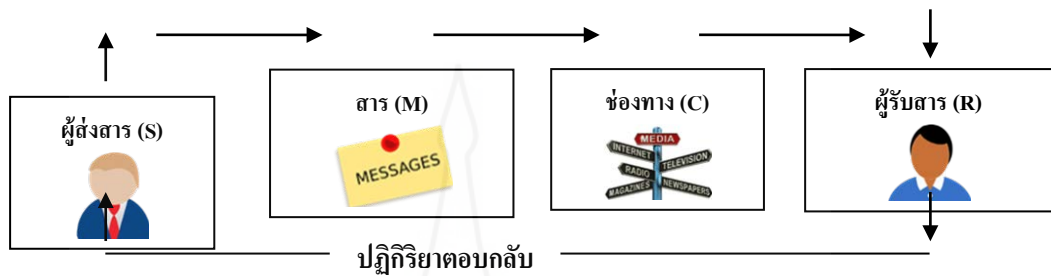 ผู้ส่งสาร (S)
สาร (M)
MESSAGES
ช่องทาง (C)
MEDIA
INTERNET
TELEVISION
RADIO
MAGAZINES
NEWSPAPERS
ผู้รับสาร (R)
ปฏิกิริยาตอบกลับ